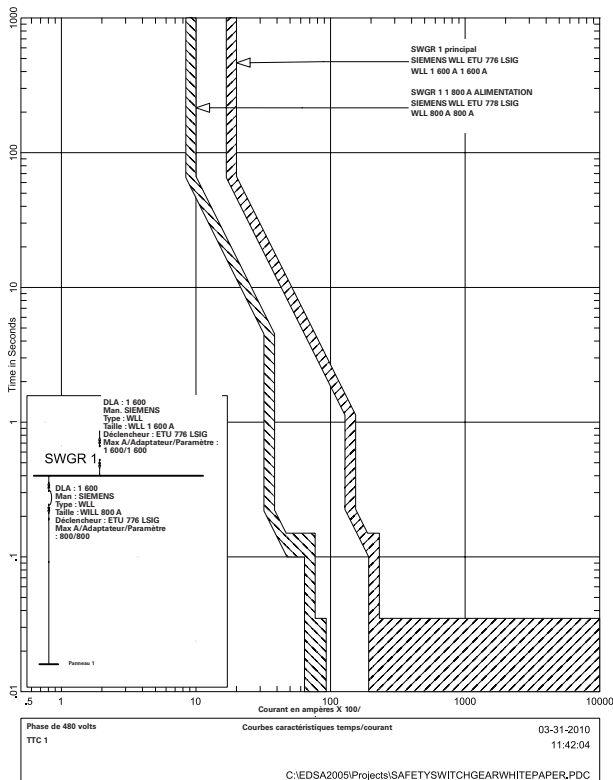 1000
100
10
1
.1
.01
Time in Seconds
SWGR 1 principal
SIEMENS WLL ETU 776 LSIG
WLL 1 600 A 1 600 A
SWGR 1 1 800 A ALIMENTATION
SIEMENS WLL ETU 778 LSIG
WLL 800 A 800 A
DLA : 1 600
Man. SIEMENS
Type : WLL
Taille : WLL 1 600 A
Déclencheur : ETU 776 LSIG
Max A/Adaptateur/Paramètre :
1 600/1 600
SWGR 1
DLA : 1 600
Man : SIEMENS
Type : WLL
Taille : WILL 800 A
Déclencheur : ETU 776 LSIG
Max A/Adaptateur/Paramètre
: 800/800
Panneau 1
.5 1 10 100 1000 10000
Courant en ampères X 100/
Phase de 480 volts
TTC 1
Courbes caractéristiques temps/courant
03-31-2010
11:42:04
C:\EDSA2005\Projects\SAFETYSWITCHGEARWHITEPAPER.PDC